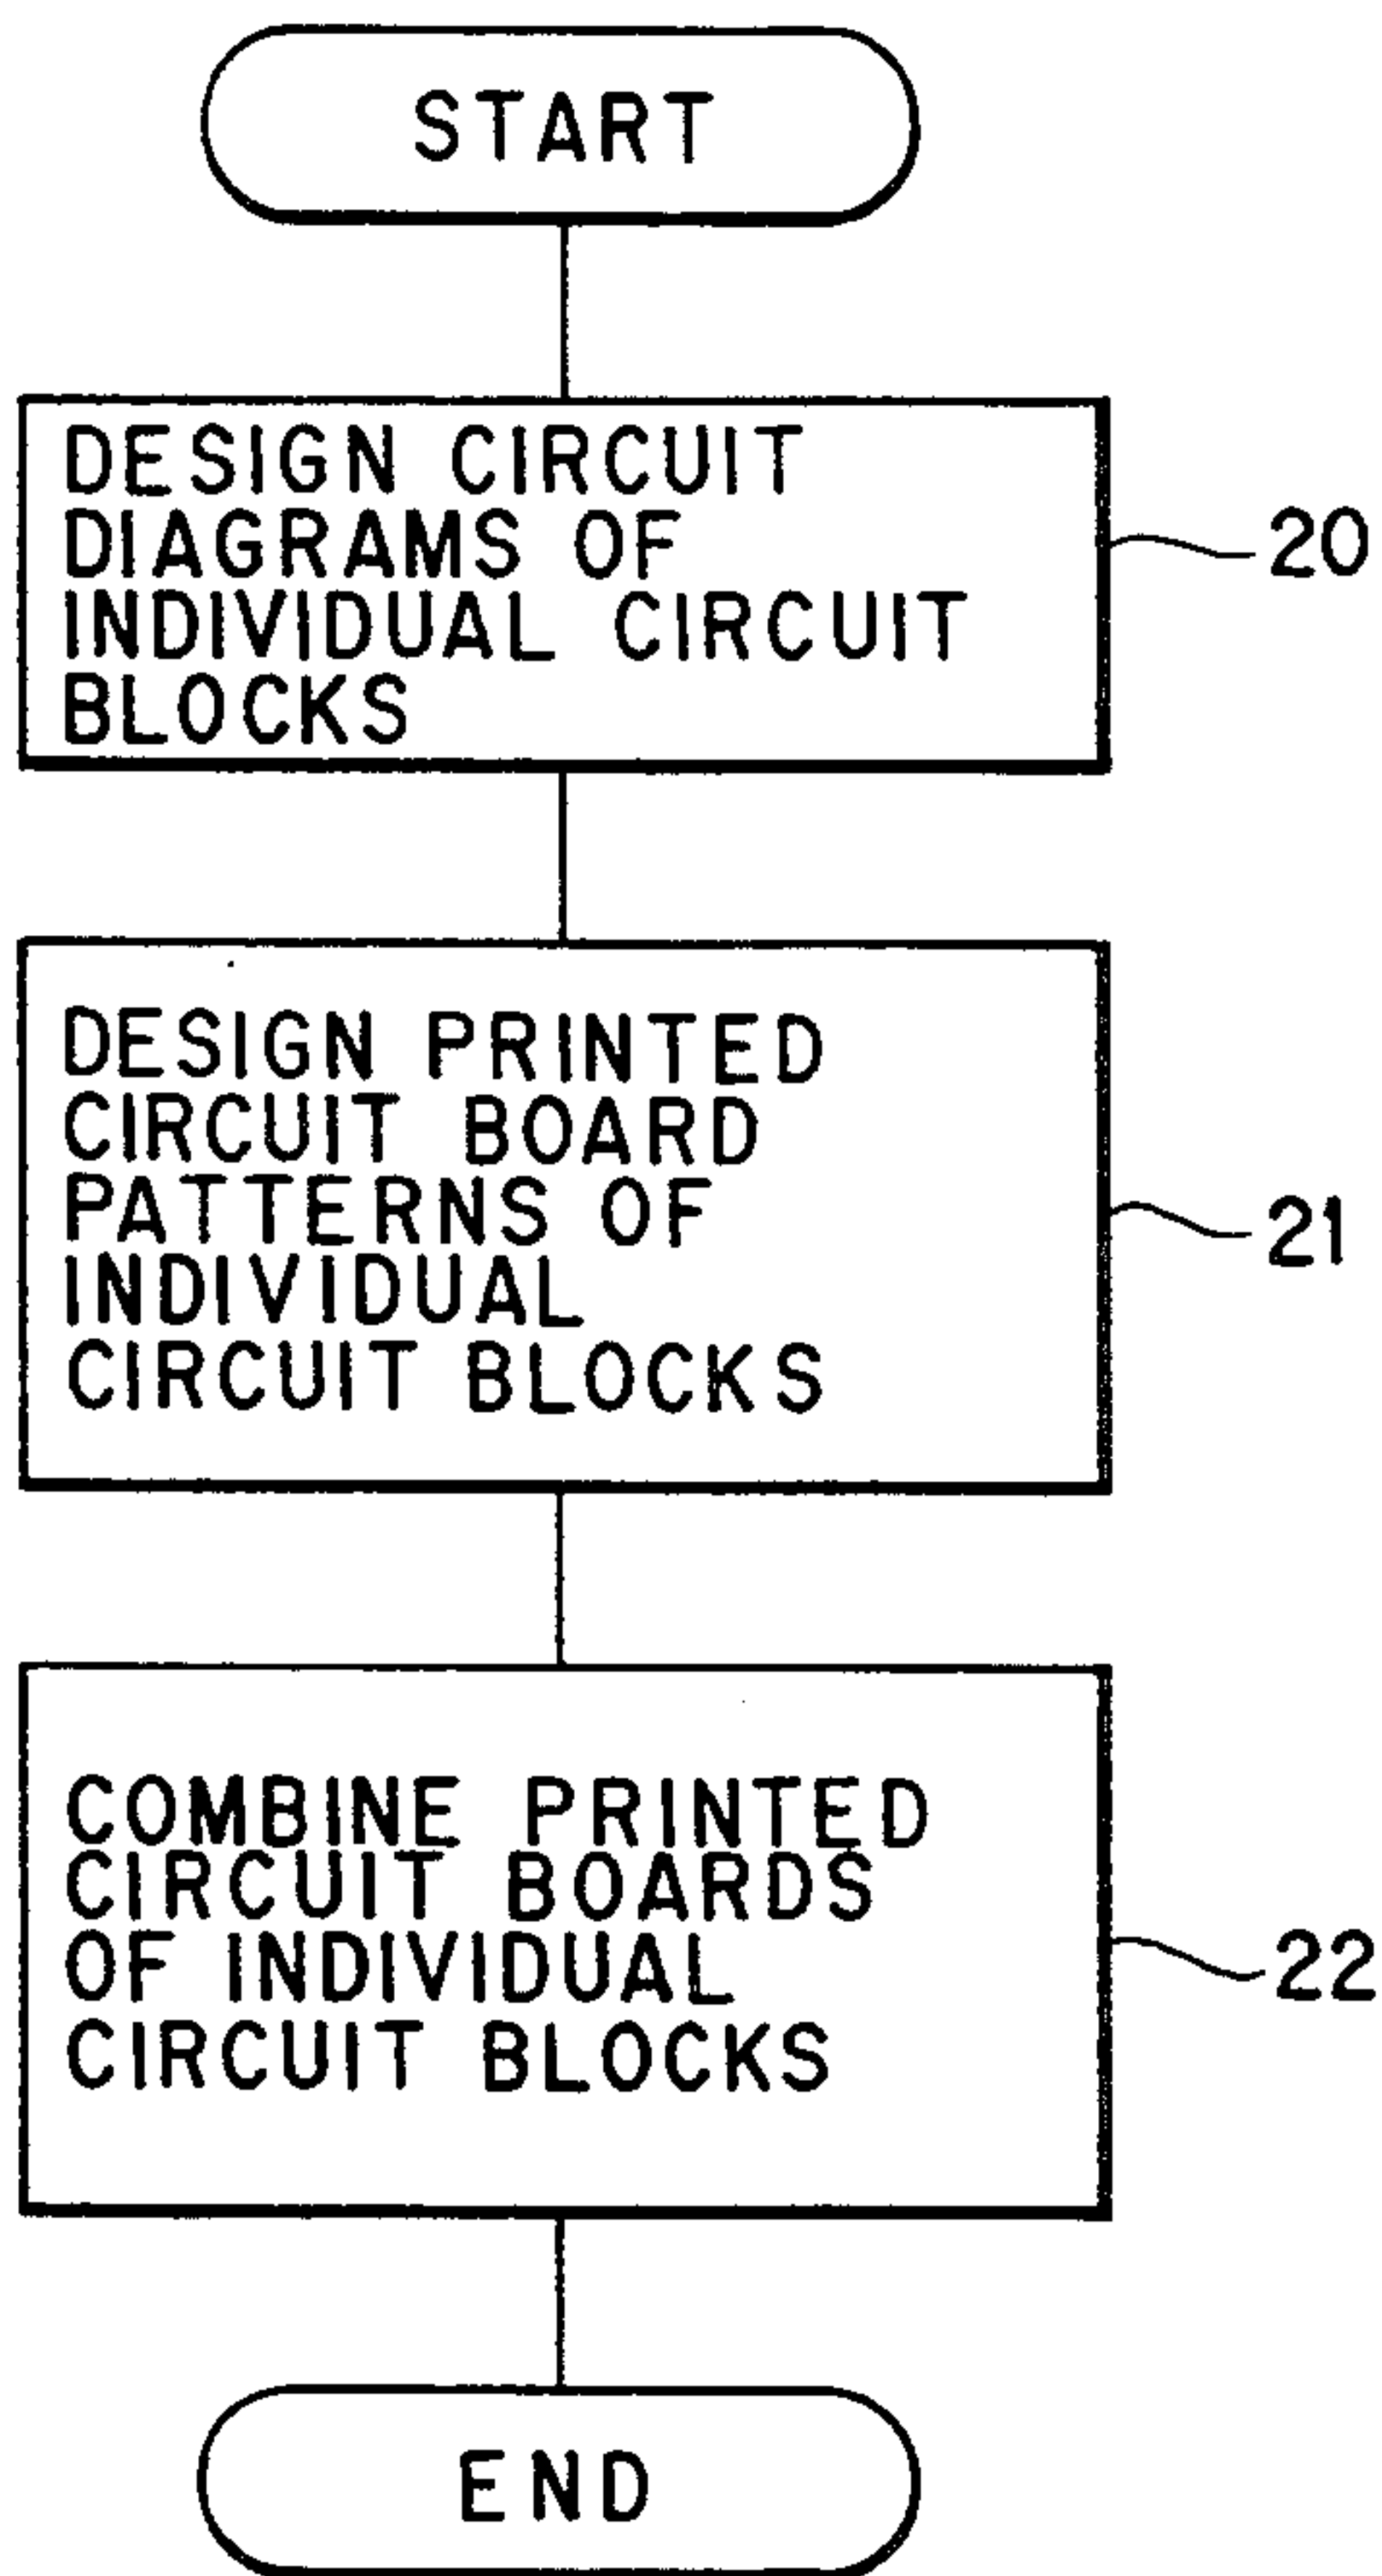 START
DESIGN CIRCUIT
DIAGRAMS OF
INDIVIDUAL CIRCUIT
BLOCKS
20
DESIGN PRINTED
CIRCUIT BOARD
PATTERNS OF
INDIVIDUAL
CIRCUIT BLOCKS
21
COMBINE PRINTED
CIRCUIT BOARDS
OF INDIVIDUAL
CIRCUIT BLOCKS
22
END